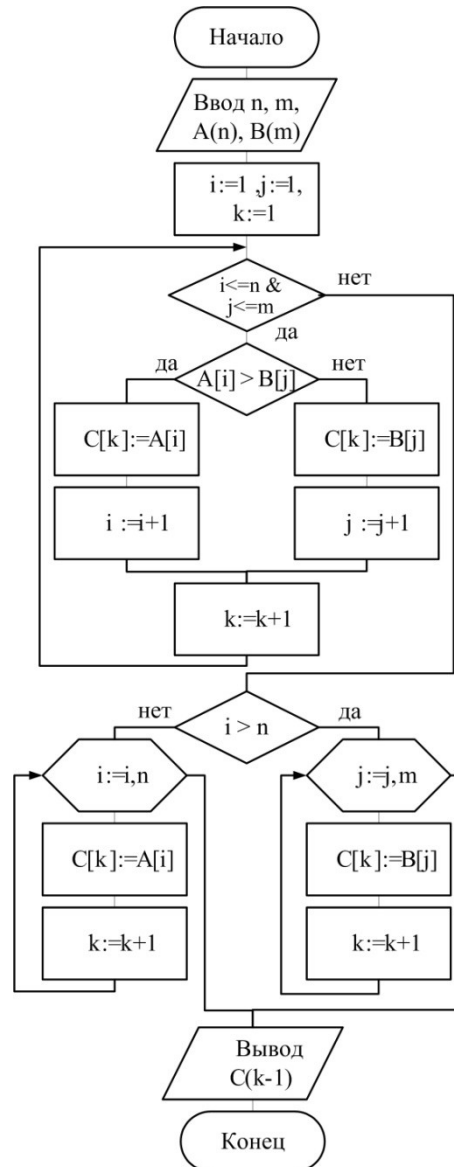 Начало
Ввод n, m,
A(n), B(m)
i:=1 ,j:=1,
k:=1
i<=n &
j<=m
нет
да
A[i] > B[j]
да
нет
C[k]:=A[i]
C[k]:=B[j]
i :=i+1
j :=j+1
k:=k+1
i > n
нет
да
i:=i,n
j:=j,m
C[k]:=A[i]
C[k]:=B[j]
k:=k+1
k:=k+1
Вывод
C(k-1)
Конец